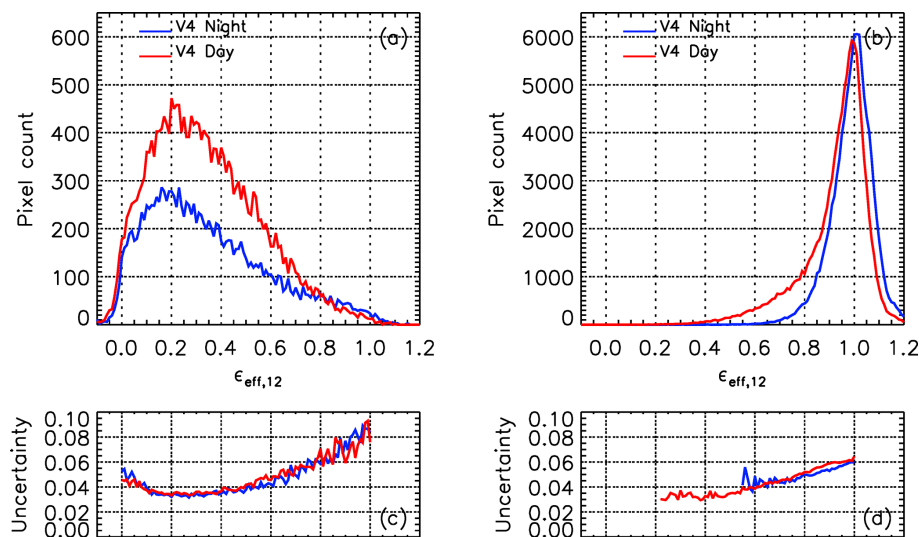 V4 Night
V4 Day
(a)
600
500
400
300
200
100
0
Pixel count
0.0 0.2 0.4 0.6 0.8 1.0 1.2
ϵeff,12
V4 Night
V4 Day
(b)
6000
5000
4000
3000
2000
1000
0
Pixel count
0.0 0.2 0.4 0.6 0.8 1.0 1.2
ϵeff,12
0.10
0.08
0.06
0.04
0.02
0.00
Uncertainty
(c)
0.10
0.08
0.06
0.04
0.02
0.00
Uncertainty
(d)